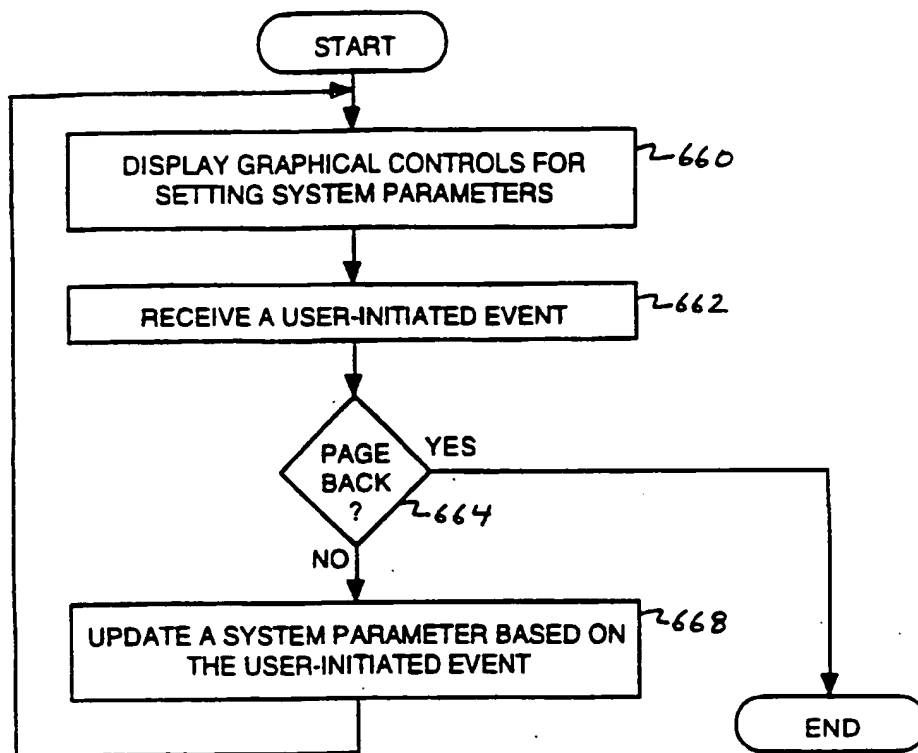 START
DISPLAY GRAPHICAL CONTROLS FOR
SETTING SYSTEM PARAMETERS
660
RECEIVE A USER-INITIATED EVENT
662
PAGE
BACK
?
YES
664
NO
UPDATE A SYSTEM PARAMETER BASED ON
THE USER-INITIATED EVENT
668
END